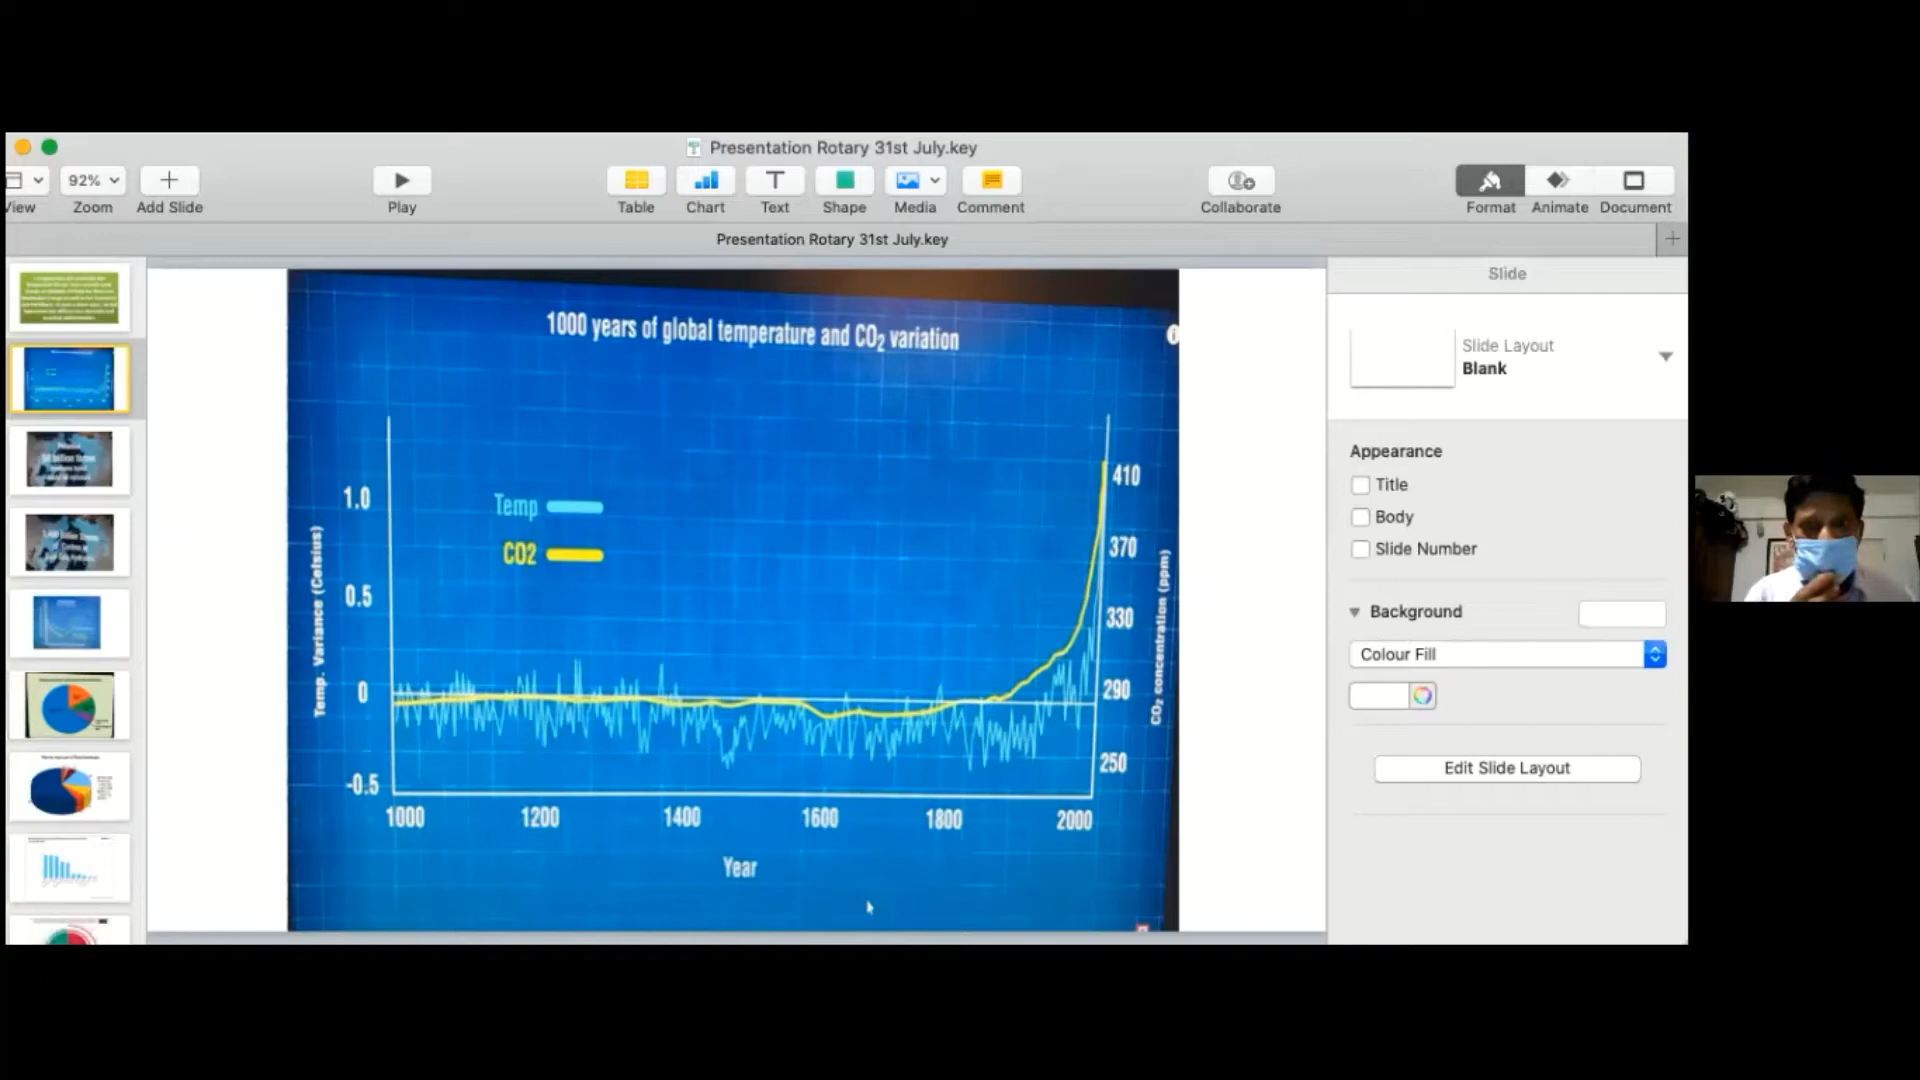 Presentation Rotary 31st July.key
92%
View
Zoom
Add Slide
Play
Table
Chart
Text
Shape
Media
Comment
Collaborate
Format
Animate
Document
Presentation Rotary 31st July.key
Slide
Slide Layout
Blank
Appearance
Title
Body
Slide Number
Background
Colour Fill
Edit Slide Layout
1000 years of global temperature and CO2 variation
Temp
CO2
Temp. Variance (Celsius)
1.0
0.5
0
-0.5
410
370
330
290
250
CO2 concentration (ppm)
1000 1200 1400 1600 1800 2000
Year